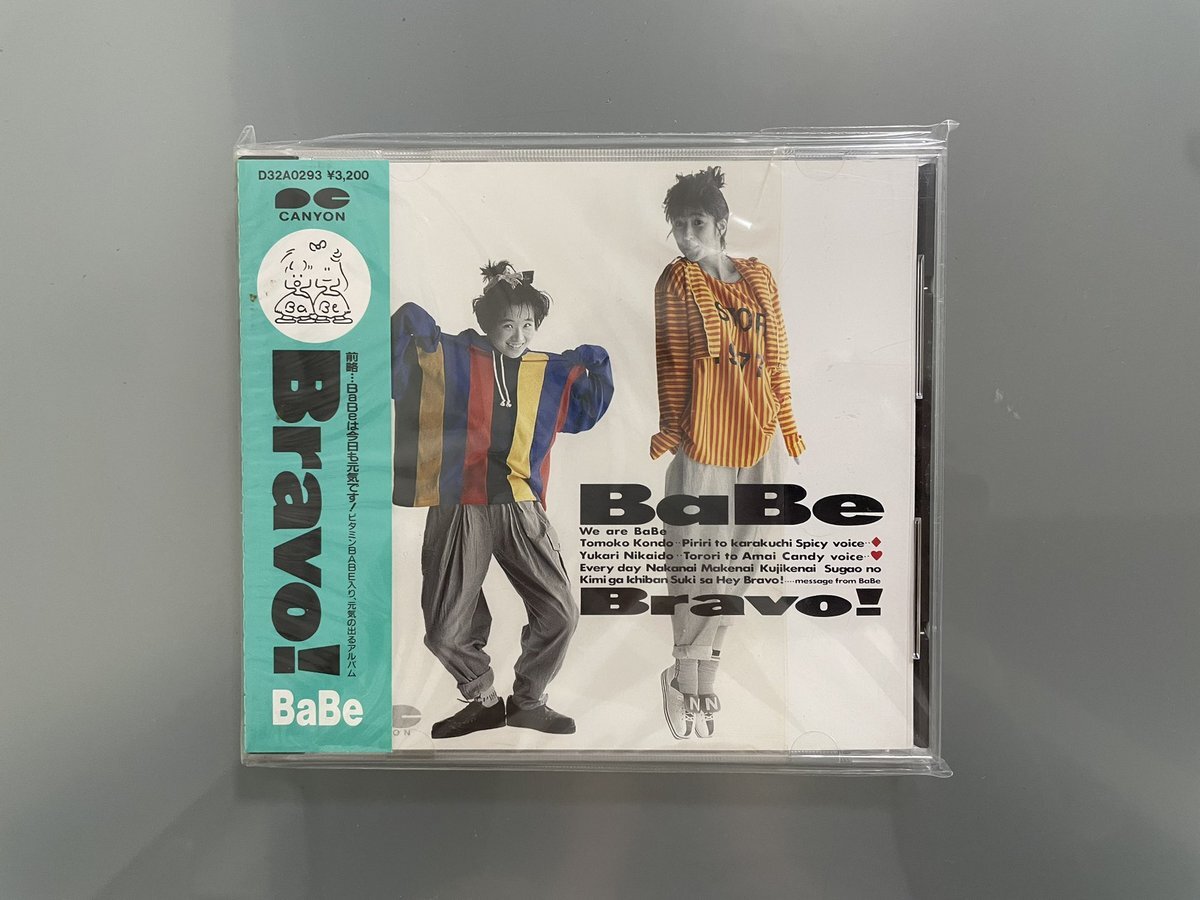 D32A0293 ¥3,200
CANYON
Ba Be
Bravo!
前略…BaBeは今日も元気です! ビタミンBABE入り、元気の出るアルバム
BaBe
BaBe
We are BaBe
Tomoko Kondo··Piriri to karakuchi Spicy voice··♦
Yukari Nikaido··Torori to Amai Candy voice··♥
Every day Nakanai Makenai Kujikenai Sugao no
Kimi ga Ichiban Suki sa Hey Bravo!····message from BaBe
Bravo!
N N